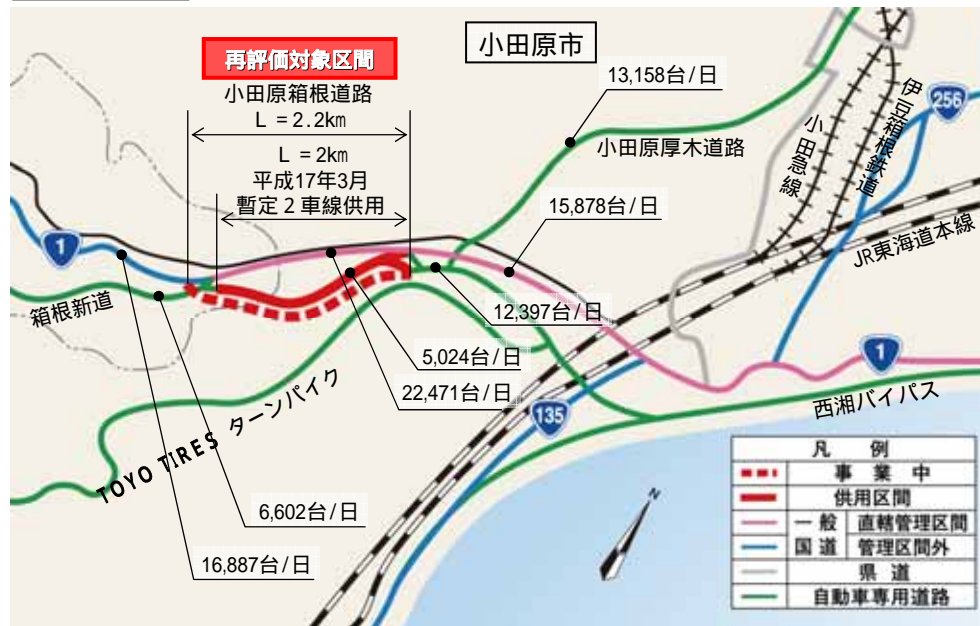 再評価対象区間
小田原市
小田原箱根道路
L =2.2km
L =2km
平成17年3月
暫定２車線供用
13,158台/日
小田原厚木道路
15,878台/日
小田急線
伊豆箱根鉄道
256
JR東海道本線
1
箱根新道
12,397台/日
5,024台/日
22,471台/日
1
西湘バイパス
135
TOYO TIRES ターンパイク
6,602台/日
16,887台/日
N
凡 例
事 業 中
供用区間
一 般 国 道
直轄管理区間
管理区間外
県 道
自動車専用道路